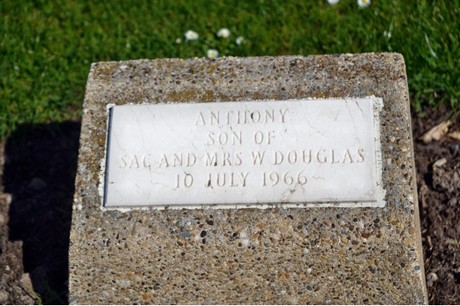 ANTHONY
SON OF
SAC AND MRS W DOUGLAS
10 JULY 1966